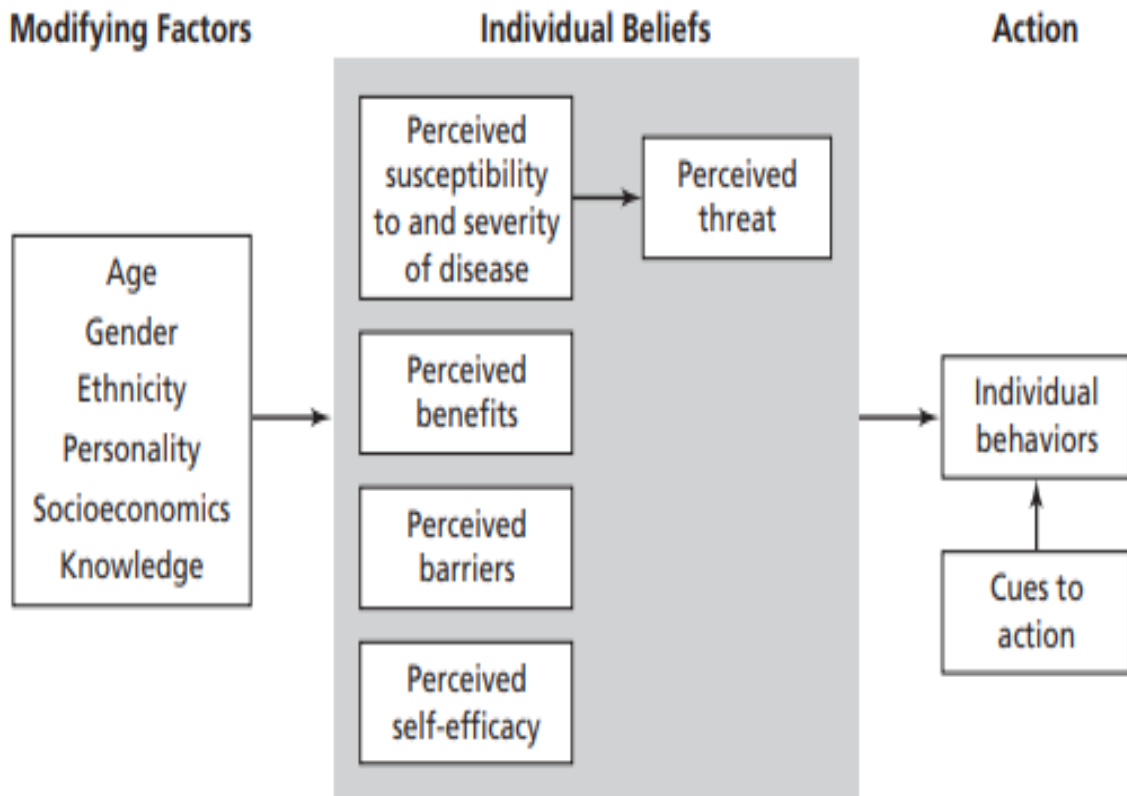 Modifying Factors
Individual Beliefs
Action
Age
Gender
Ethnicity
Personality
Socioeconomics
Knowledge
Perceived
susceptibility
to and severity
of disease
Perceived
threat
Perceived
benefits
Perceived
barriers
Perceived
self-efficacy
Individual
behaviors
Cues to
action